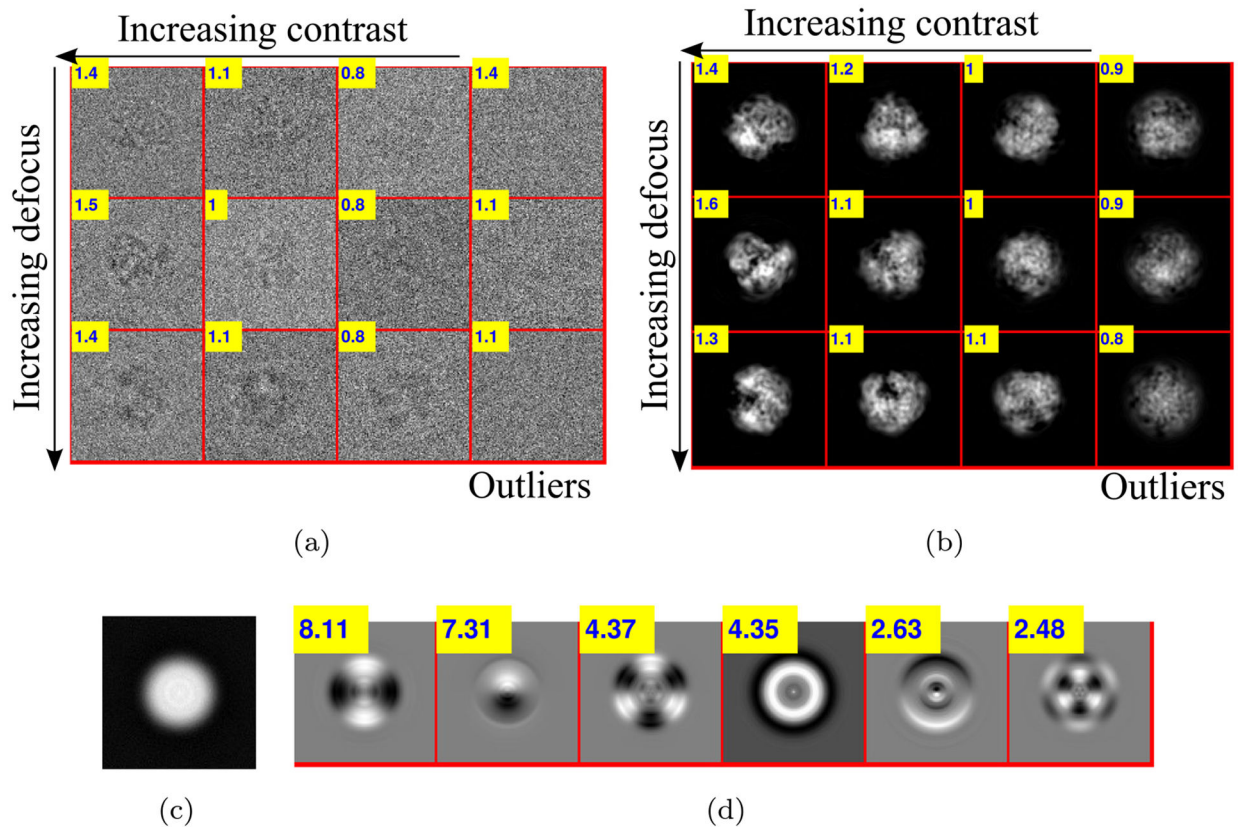 Increasing contrast
Increasing defocus
1.4 1.1 0.8 1.4
1.5 1 0.8 1.1
1.4 1.1 0.8 1.1
Outliers
(a)
Increasing contrast
Increasing defocus
1.4 1.2 1 0.9
1.6 1.1 1 0.9
1.3 1.1 1.1 0.8
Outliers
(b)
(c)
8.11 7.31 4.37 4.35 2.63 2.48
(d)